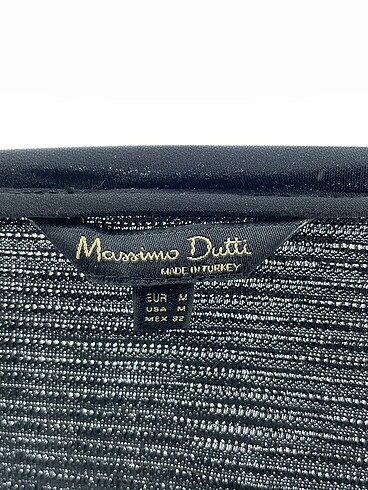 Massimo Dutti
MADE IN TURKEY
EUR M
USA M
MEX 32